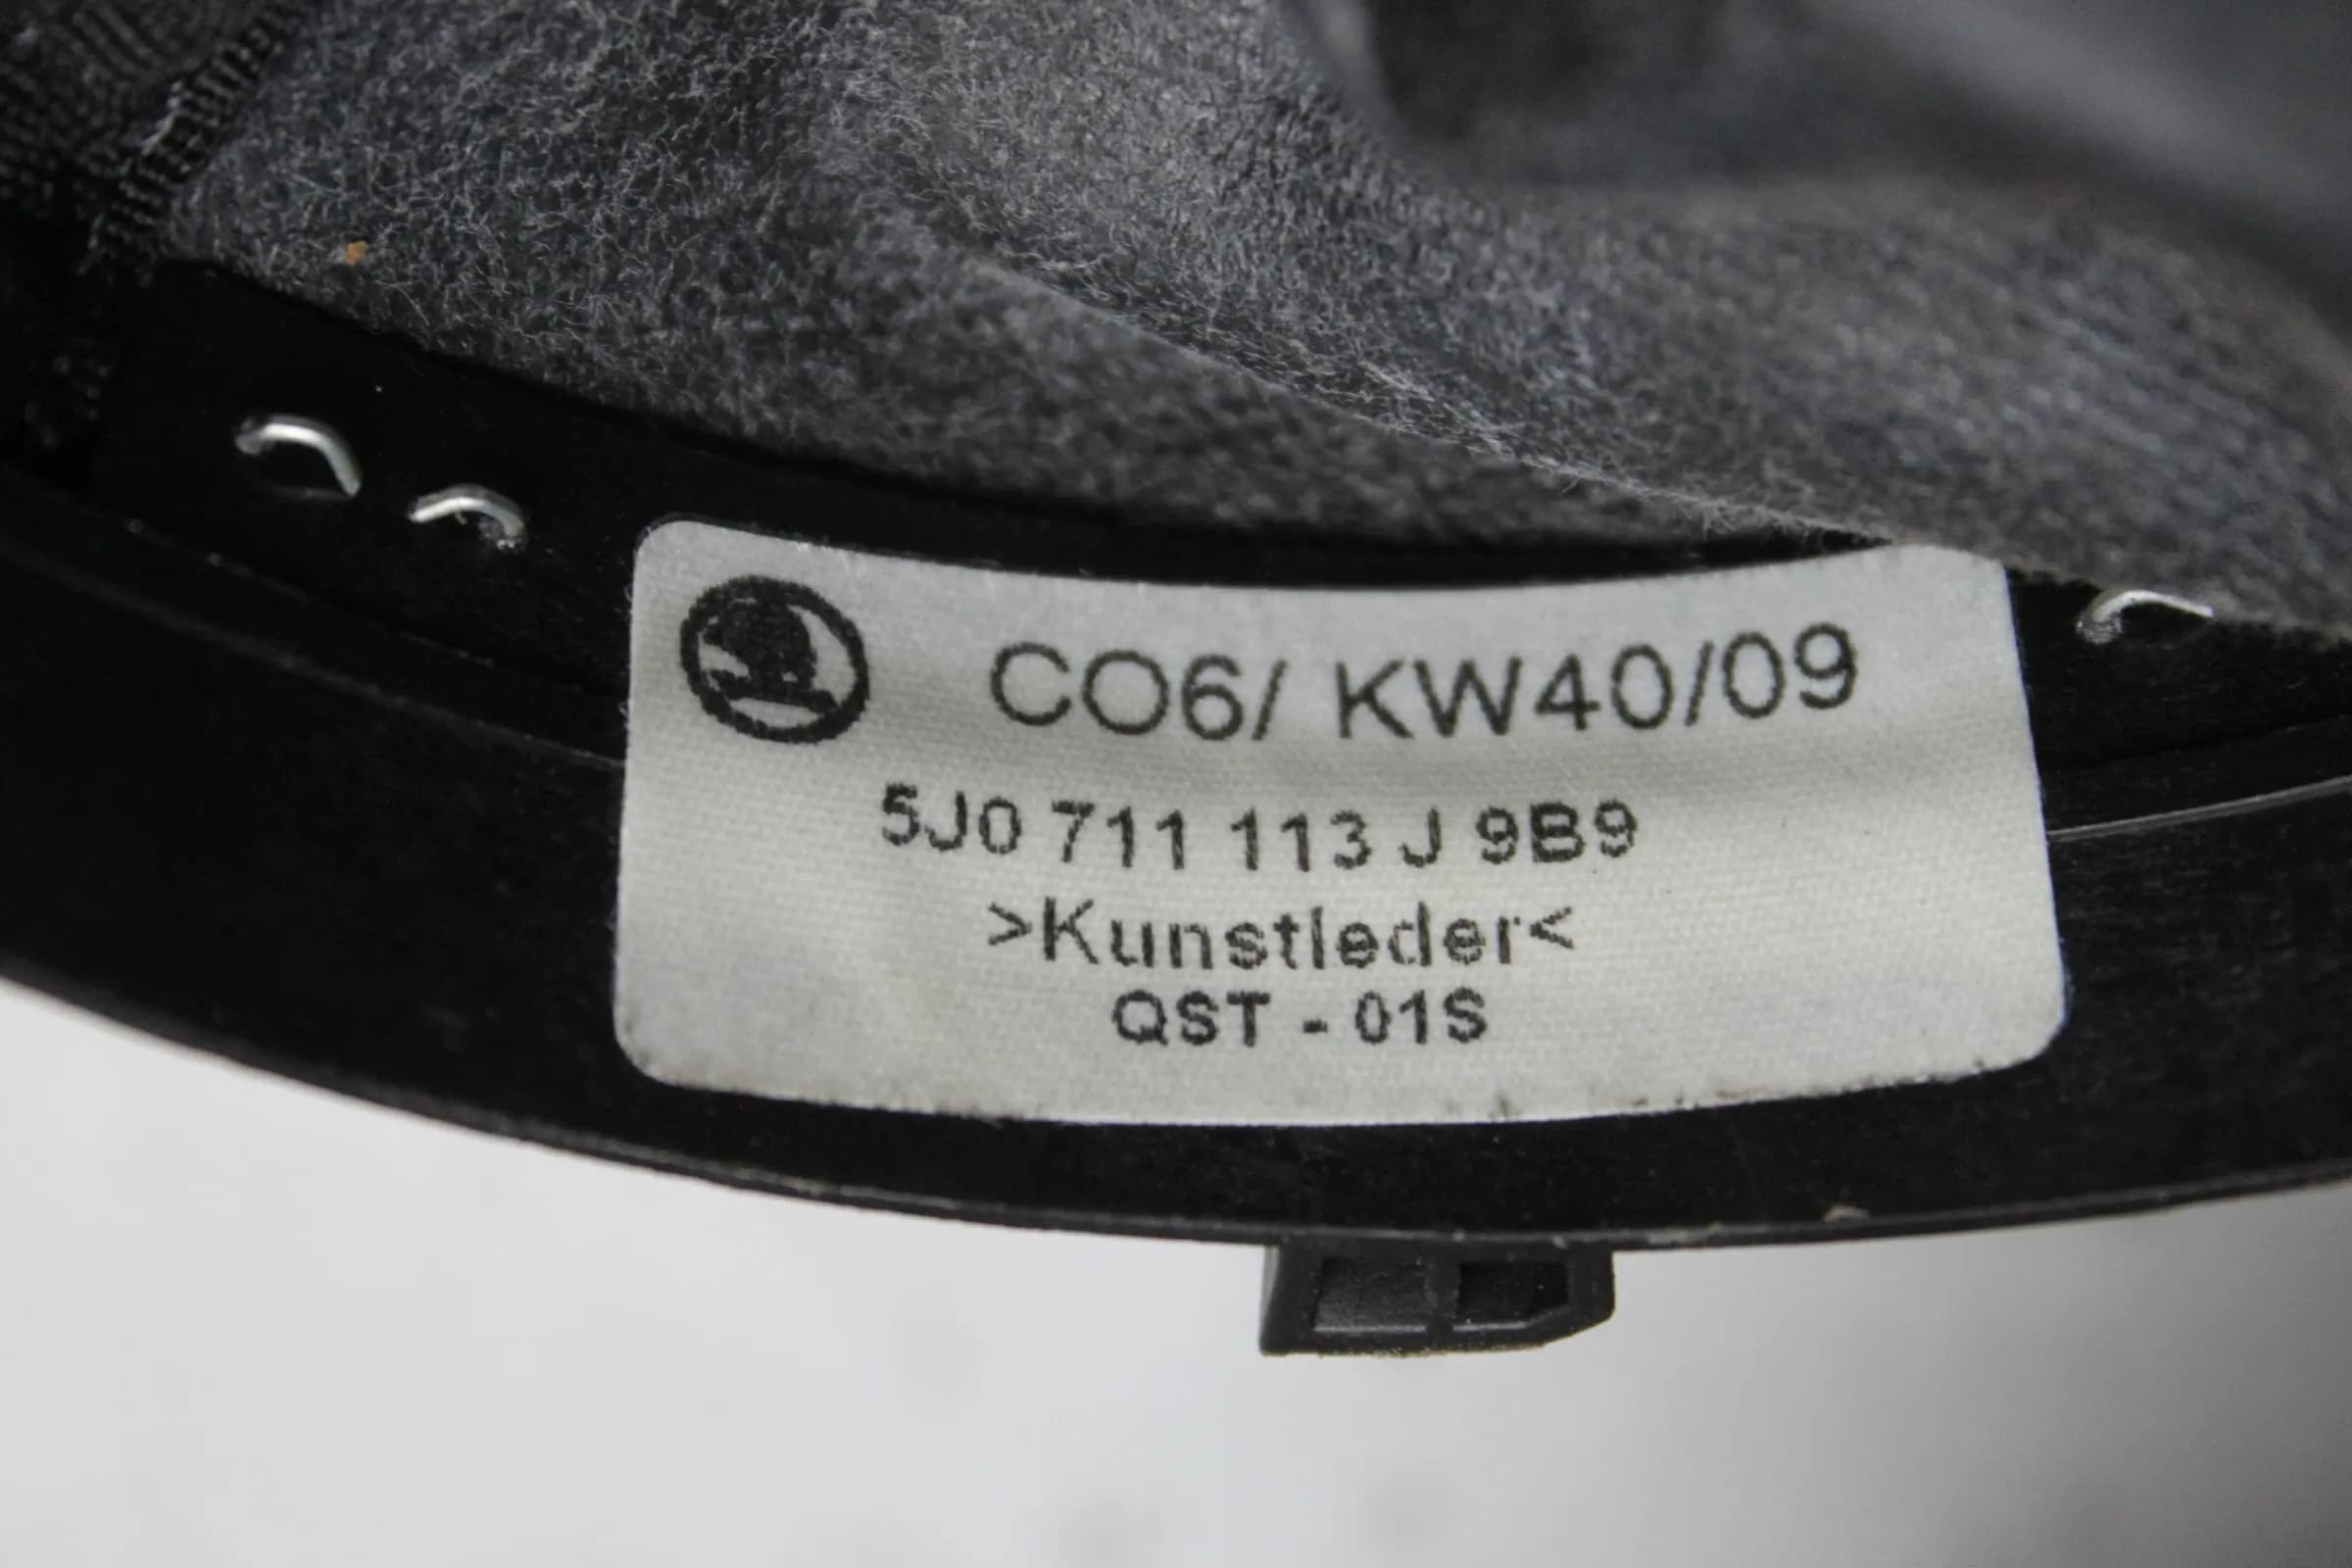 CO6/ KW40/09
5J0 711 113 J 9B9
>Kunstleder<
QST - 01S